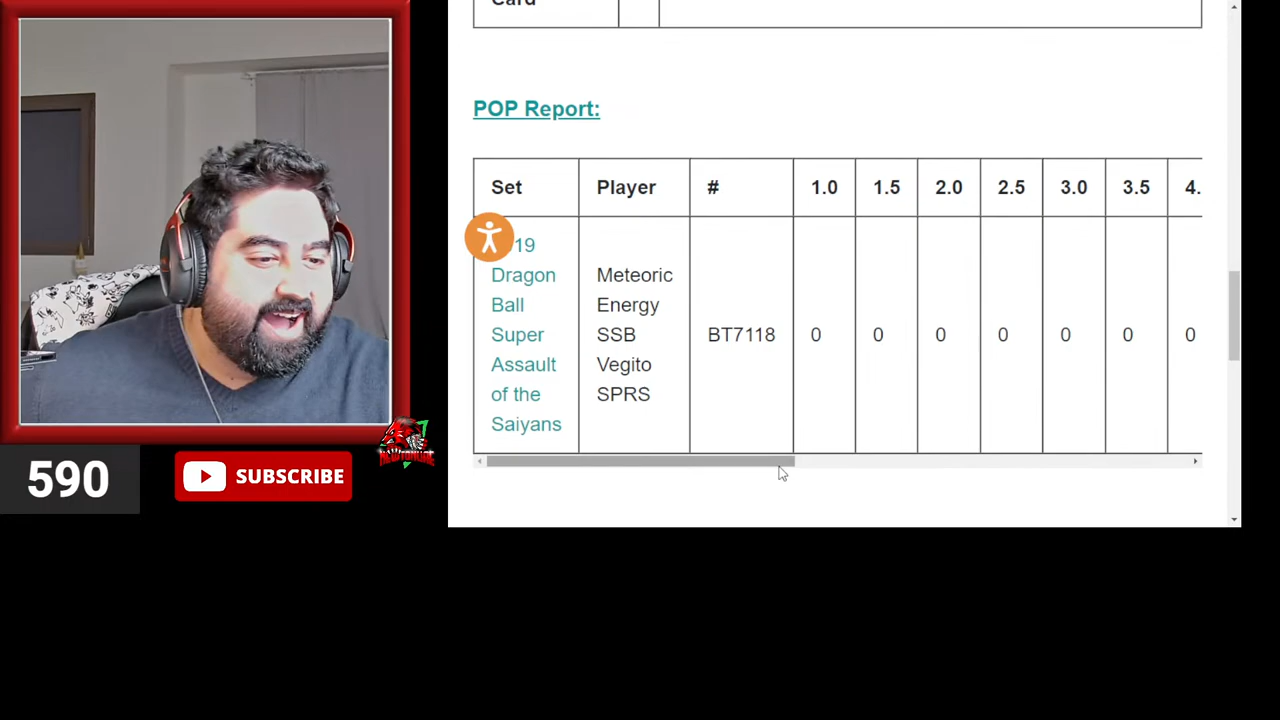 Card
POP Report:
Set Player # 1.0 1.5 2.0 2.5 3.0 3.5 4.
19
Dragon
Ball
Super
Assault
of the
Saiyans
Meteoric
Energy
SSB
Vegito
SPRS
BT7118 0 0 0 0 0 0 0
590
SUBSCRIBE